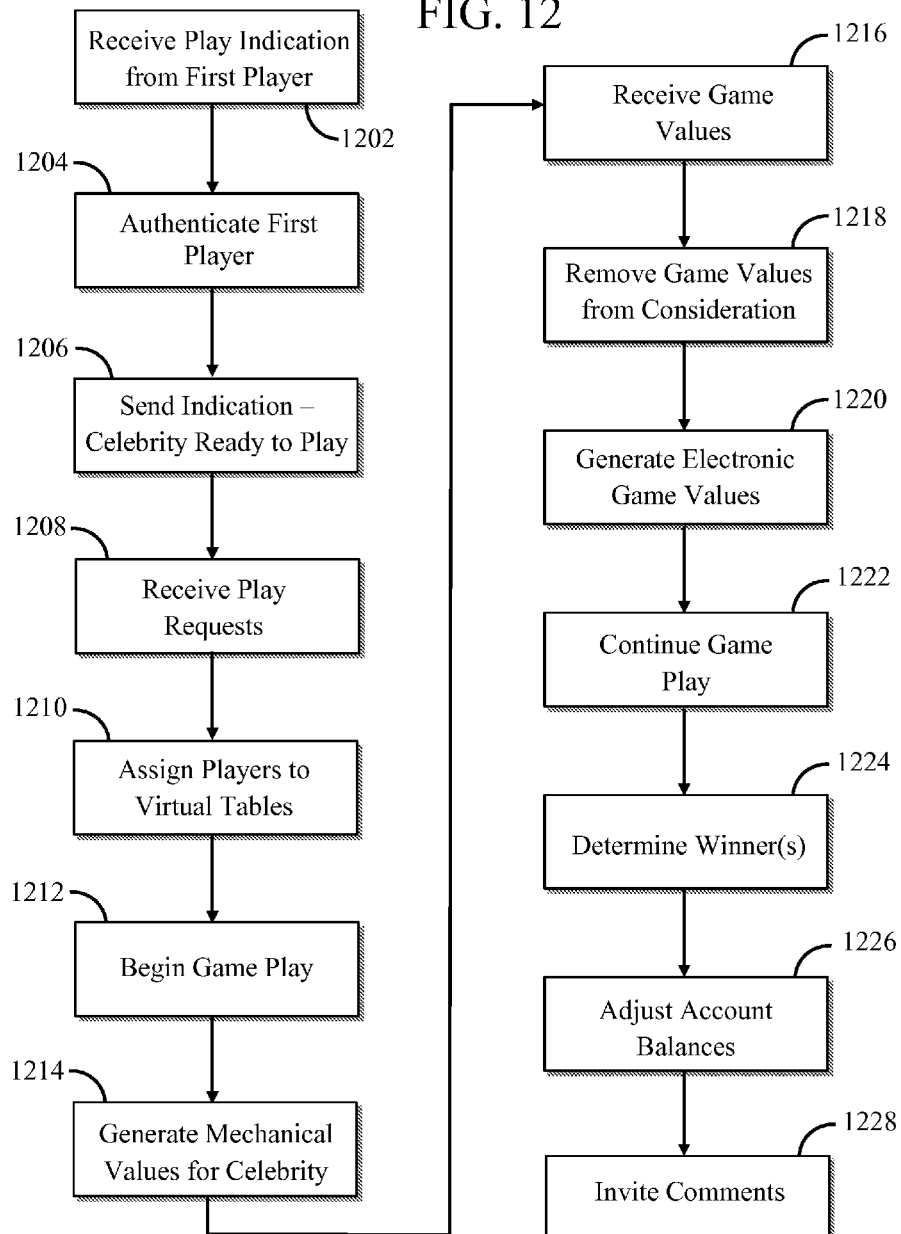 FIG. 12
Receive Play Indication
from First Player
1202
1204
Authenticate First
Player
1206
Send Indication –
Celebrity Ready to Play
1208
Receive Play
Requests
1210
Assign Players to
Virtual Tables
1212
Begin Game Play
1214
Generate Mechanical
Values for Celebrity
1216
Receive Game
Values
1218
Remove Game Values
from Consideration
1220
Generate Electronic
Game Values
1222
Continue Game
Play
1224
Determine Winner(s)
1226
Adjust Account
Balances
1228
Invite Comments